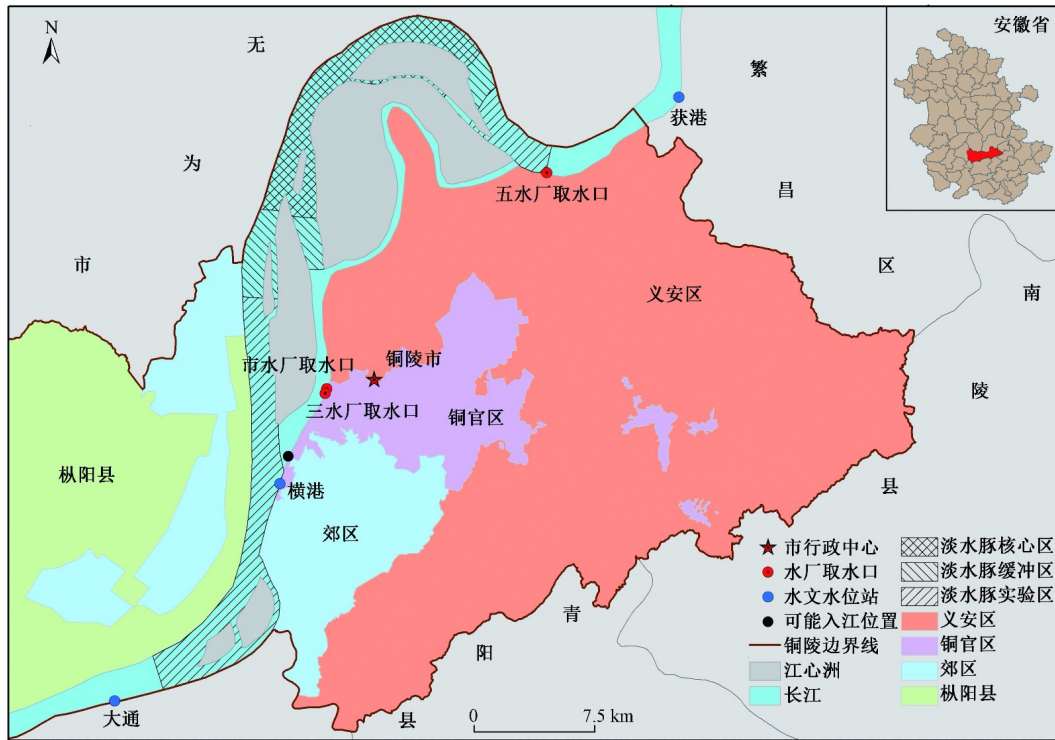 N
无
为
市
繁
昌
区
南
陵
县
青
阳
县
安徽省
获港
五水厂取水口
义安区
市水厂取水口
铜陵市
三水厂取水口
铜官区
枞阳县
横港
郊区
大通
0 7.5 km
市行政中心
水厂取水口
水文水位站
可能入江位置
铜陵边界线
江心洲
长江
淡水豚核心区
淡水豚缓冲区
淡水豚实验区
义安区
铜官区
郊区
枞阳县